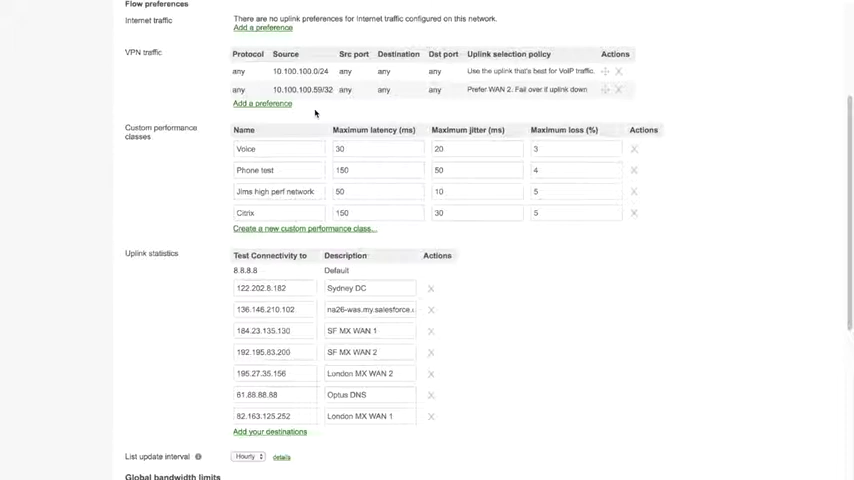 Flow preferences
Internet traffic
There are no uplink preferences for Internet traffic configured on this network.
Add a preference
VPN traffic
Protocol Source Src port Destination Dst port Uplink selection policy Actions
any 10.100.100.0/24 any any any Use the uplink that's best for VoIP traffic. X
any 10.100.100.59/32 any any any Prefer WAN 2. Fail over if uplink down X
Add a preference
Custom performance classes
Name Maximum latency (ms) Maximum jitter (ms) Maximum loss (%) Actions
Voice 30 20 3 X
Phone test 150 50 4 X
Jims high perf network 50 10 5 X
Citrix 150 30 5 X
Create a new custom performance class...
Uplink statistics
Test Connectivity to Description Actions
8.8.8.8 Default
122.202.8.182 Sydney DC X
136.146.210.102 na26-was.my.salesforce.c X
184.23.135.130 SF MX WAN 1 X
192.195.83.200 SF MX WAN 2 X
195.27.35.156 London MX WAN 2 X
61.88.88.88 Optus DNS X
82.163.125.252 London MX WAN 1 X
Add your destinations
List update interval i Hourly details
Global bandwidth limits